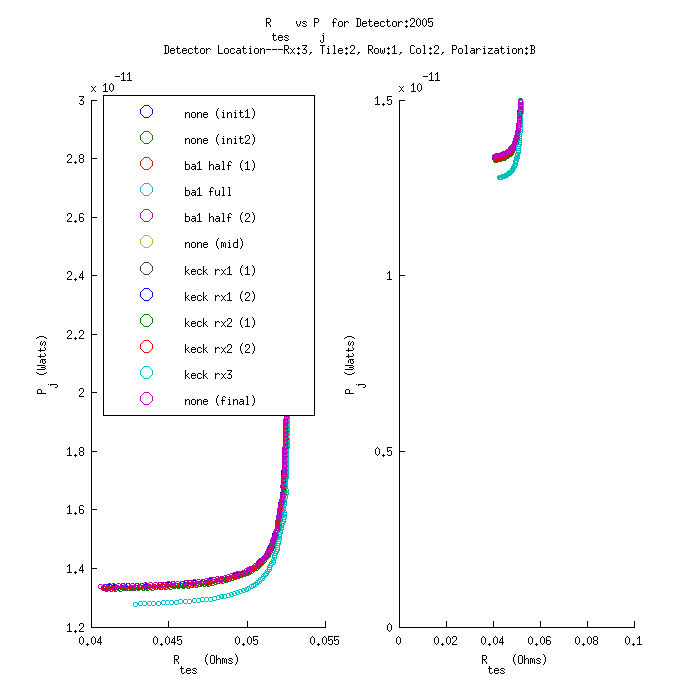 R    vs P  for Detector:2005
tes    j
Detector Location---Rx:3, Tile:2, Row:1, Col:2, Polarization:B
x 10^-11
3
2.8
2.6
2.4
2.2
2
1.8
1.6
1.4
1.2
P_j (Watts)
none (init1)
none (init2)
ba1 half (1)
ba1 full
ba1 half (2)
none (mid)
keck rx1 (1)
keck rx1 (2)
keck rx2 (1)
keck rx2 (2)
keck rx3
none (final)
0.04 0.045 0.05 0.055
R_tes (Ohms)
x 10^-11
1.5
1
0.5
0
P_j (Watts)
0 0.02 0.04 0.06 0.08 0.1
R_tes (Ohms)